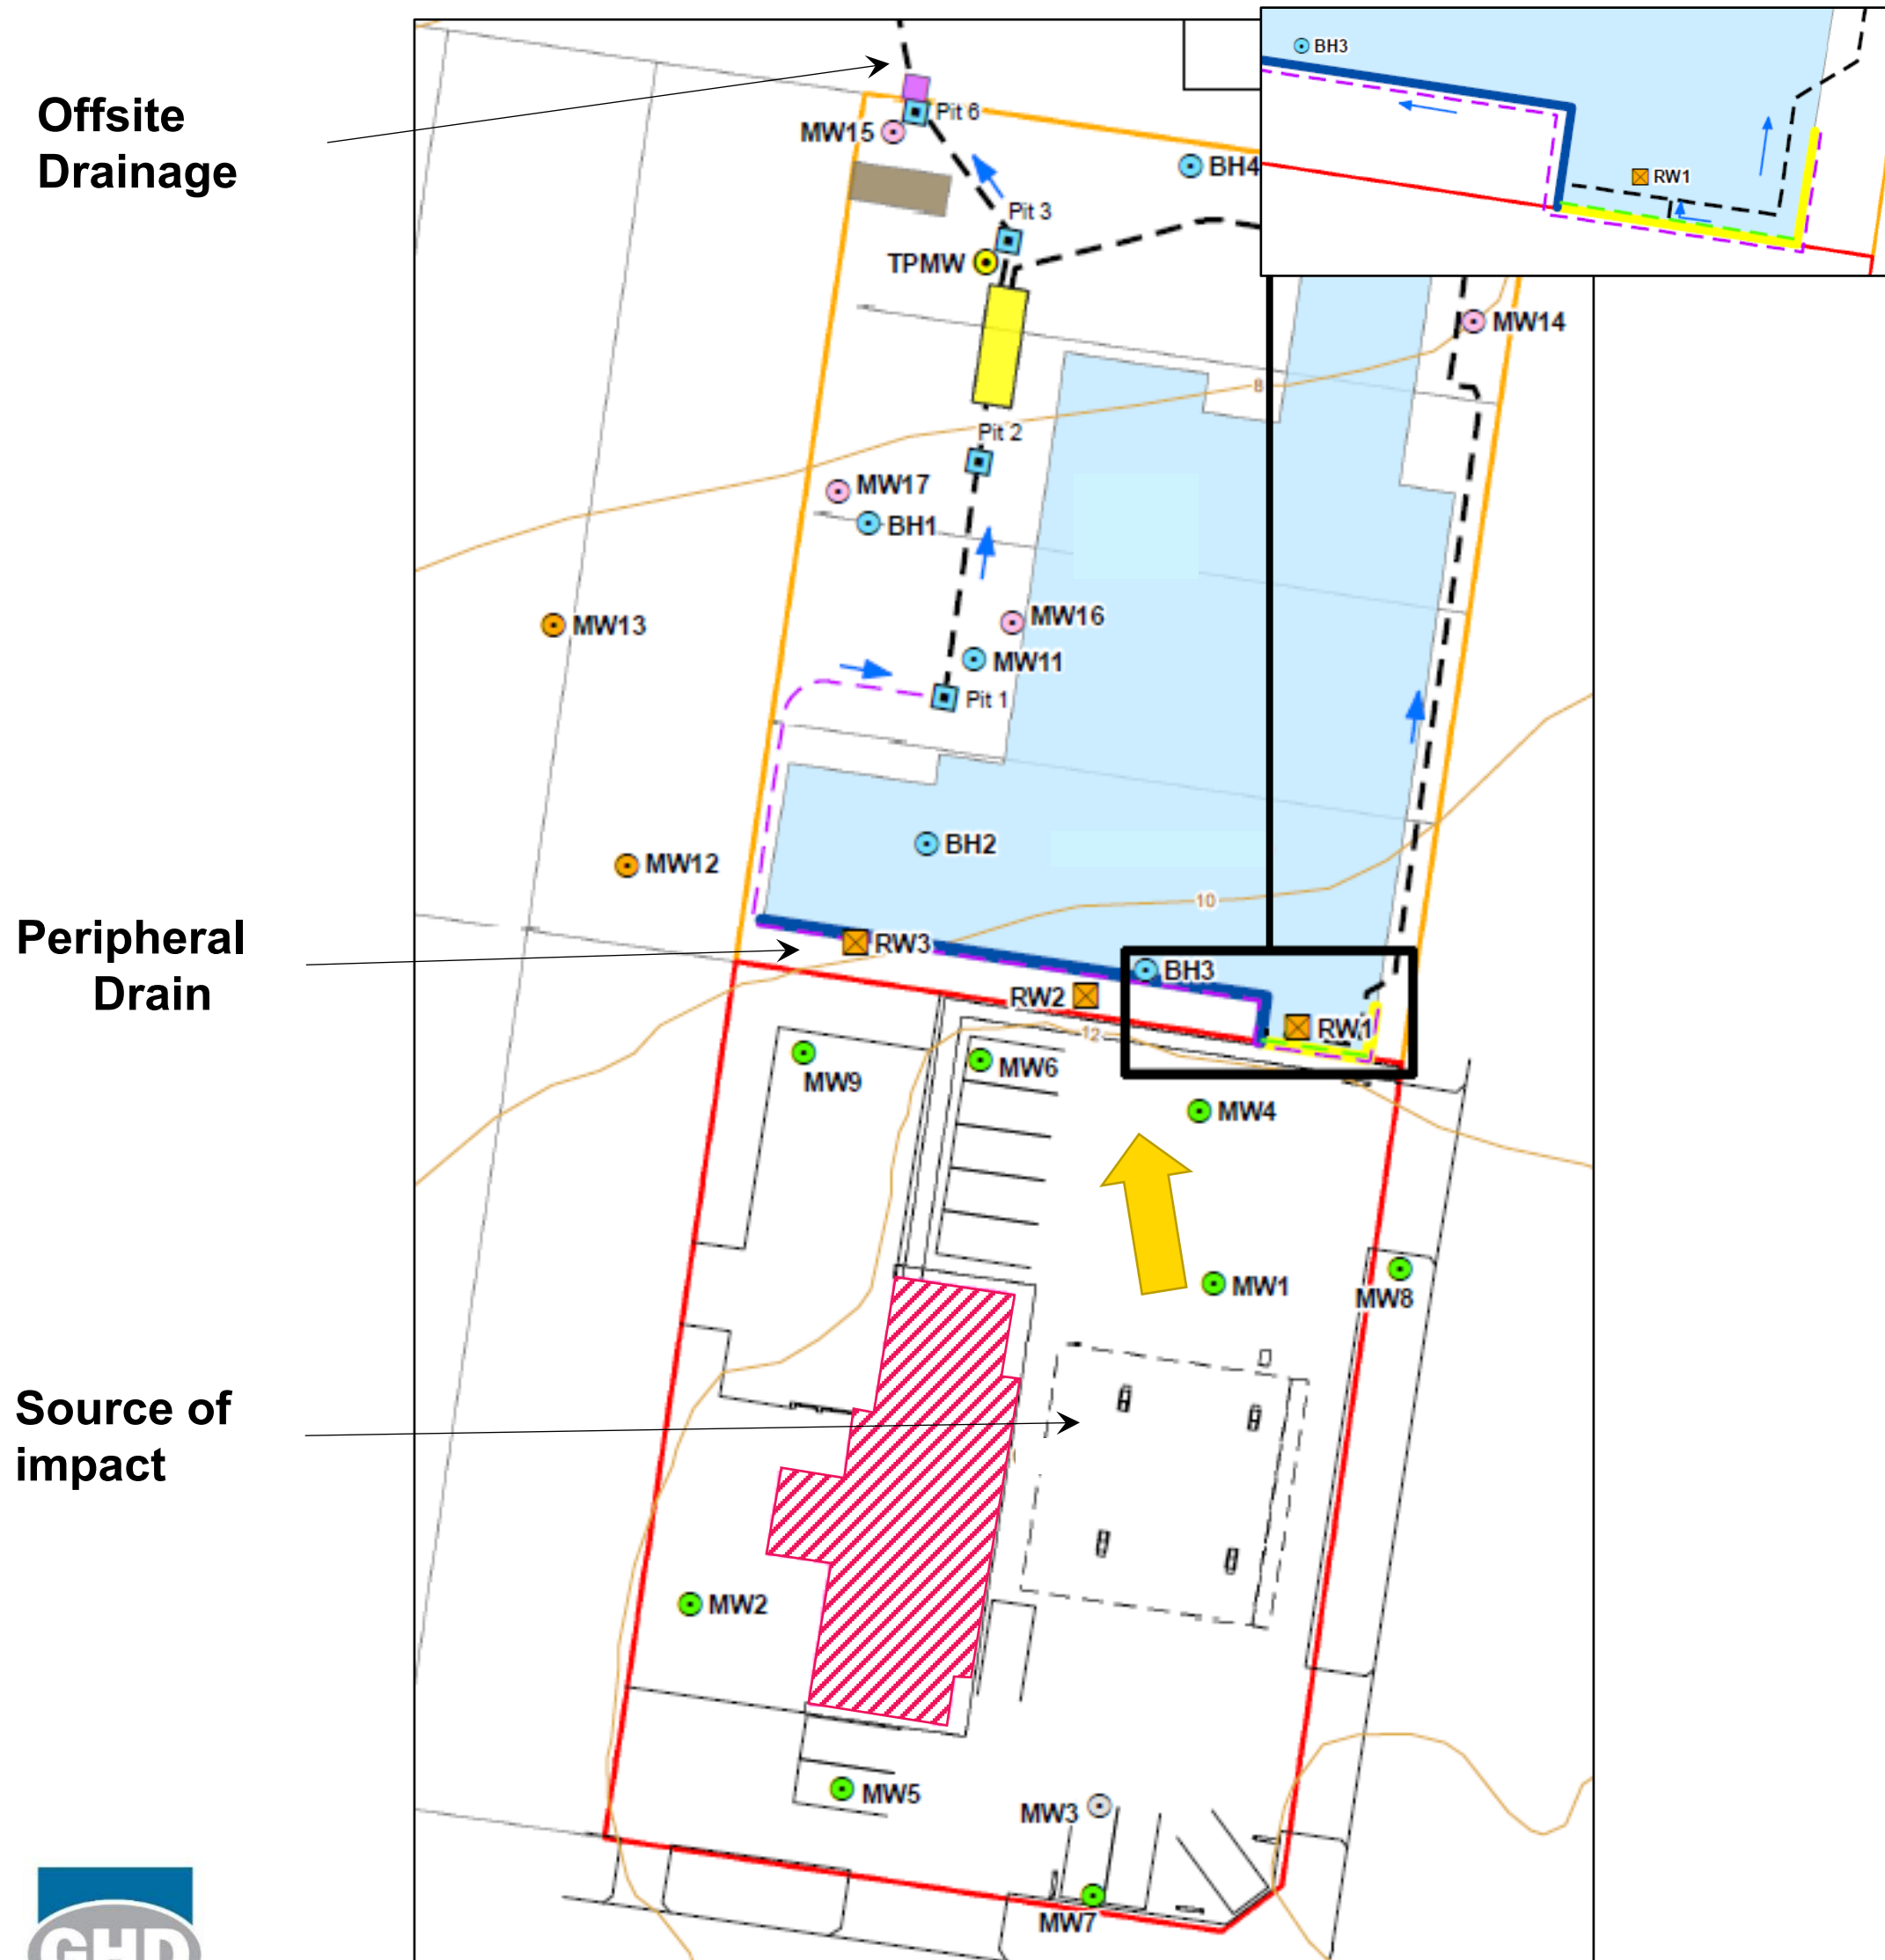 Offsite
Drainage
Peripheral
Drain
Source of
impact
GHD
Pit 6
MW15
BH4
Pit 3
TPMW
BH3
RW1
MW14
8
Pit 2
MW17
BH1
MW13
MW16
MW11
Pit 1
BH2
MW12
10
RW3
BH3
RW2
RW1
12
MW9
MW6
MW4
MW1
MW8
MW2
MW5
MW3
MW7